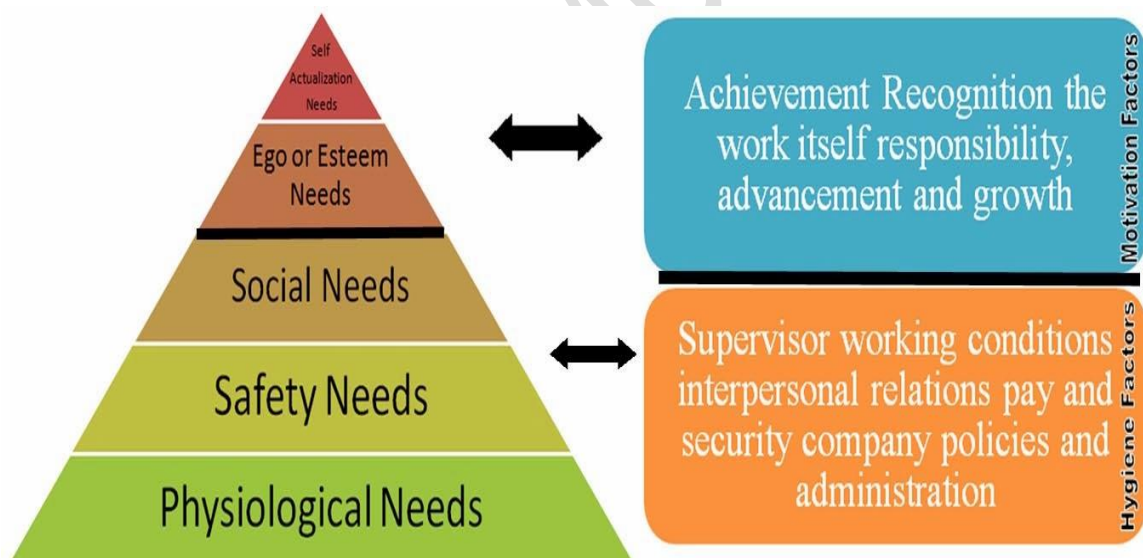 Self
Actualization
Needs
Ego or Esteem
Needs
Social Needs
Safety Needs
Physiological Needs
Achievement Recognition the
work itself responsibility,
advancement and growth
Motivation Factors
Supervisor working conditions
interpersonal relations pay and
security company policies and
administration
Hygiene Factors